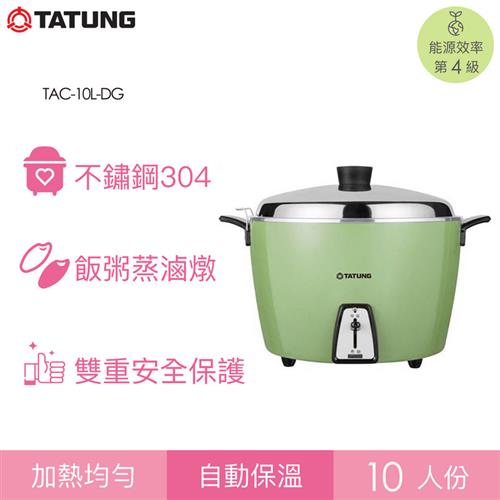 TATUNG
能源效率
第 4 級
TAC-10L-DG
不鏽鋼304
飯粥蒸滷燉
雙重安全保護
TATUNG
加熱均勻
自動保溫
10 人份